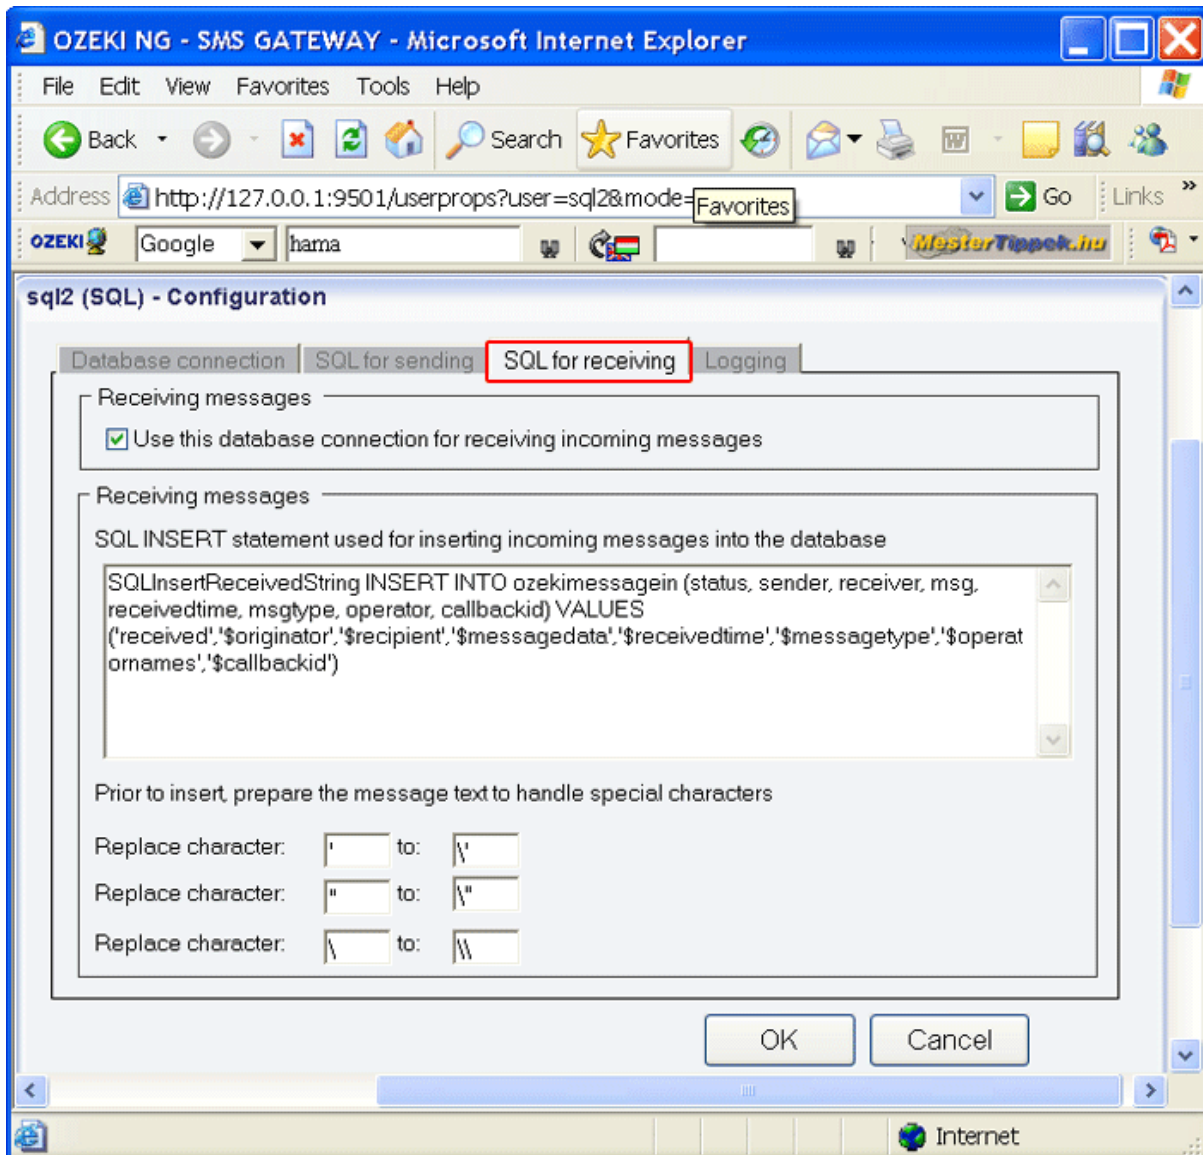 OZEKI NG - SMS GATEWAY - Microsoft Internet Explorer
File Edit View Favorites Tools Help
Back Search Favorites
Address http://127.0.0.1:9501/userprops?user=sql2&mode= Go Links »
Favorites
OZEKI Google hama MesterTippek.hu
sql2 (SQL) - Configuration
Database connection SQL for sending SQL for receiving Logging
Receiving messages
Use this database connection for receiving incoming messages
Receiving messages
SQL INSERT statement used for inserting incoming messages into the database
SQLInsertReceivedString INSERT INTO ozekimessagein (status, sender, receiver, msg,
receivedtime, msgtype, operator, callbackid) VALUES
('received','$originator','$recipient','$messagedata','$receivedtime','$messagetype','$operat
ornames','$callbackid')
Prior to insert, prepare the message text to handle special characters
Replace character: ' to: \'
Replace character: " to: \"
Replace character: \ to: \\
OK Cancel
Internet